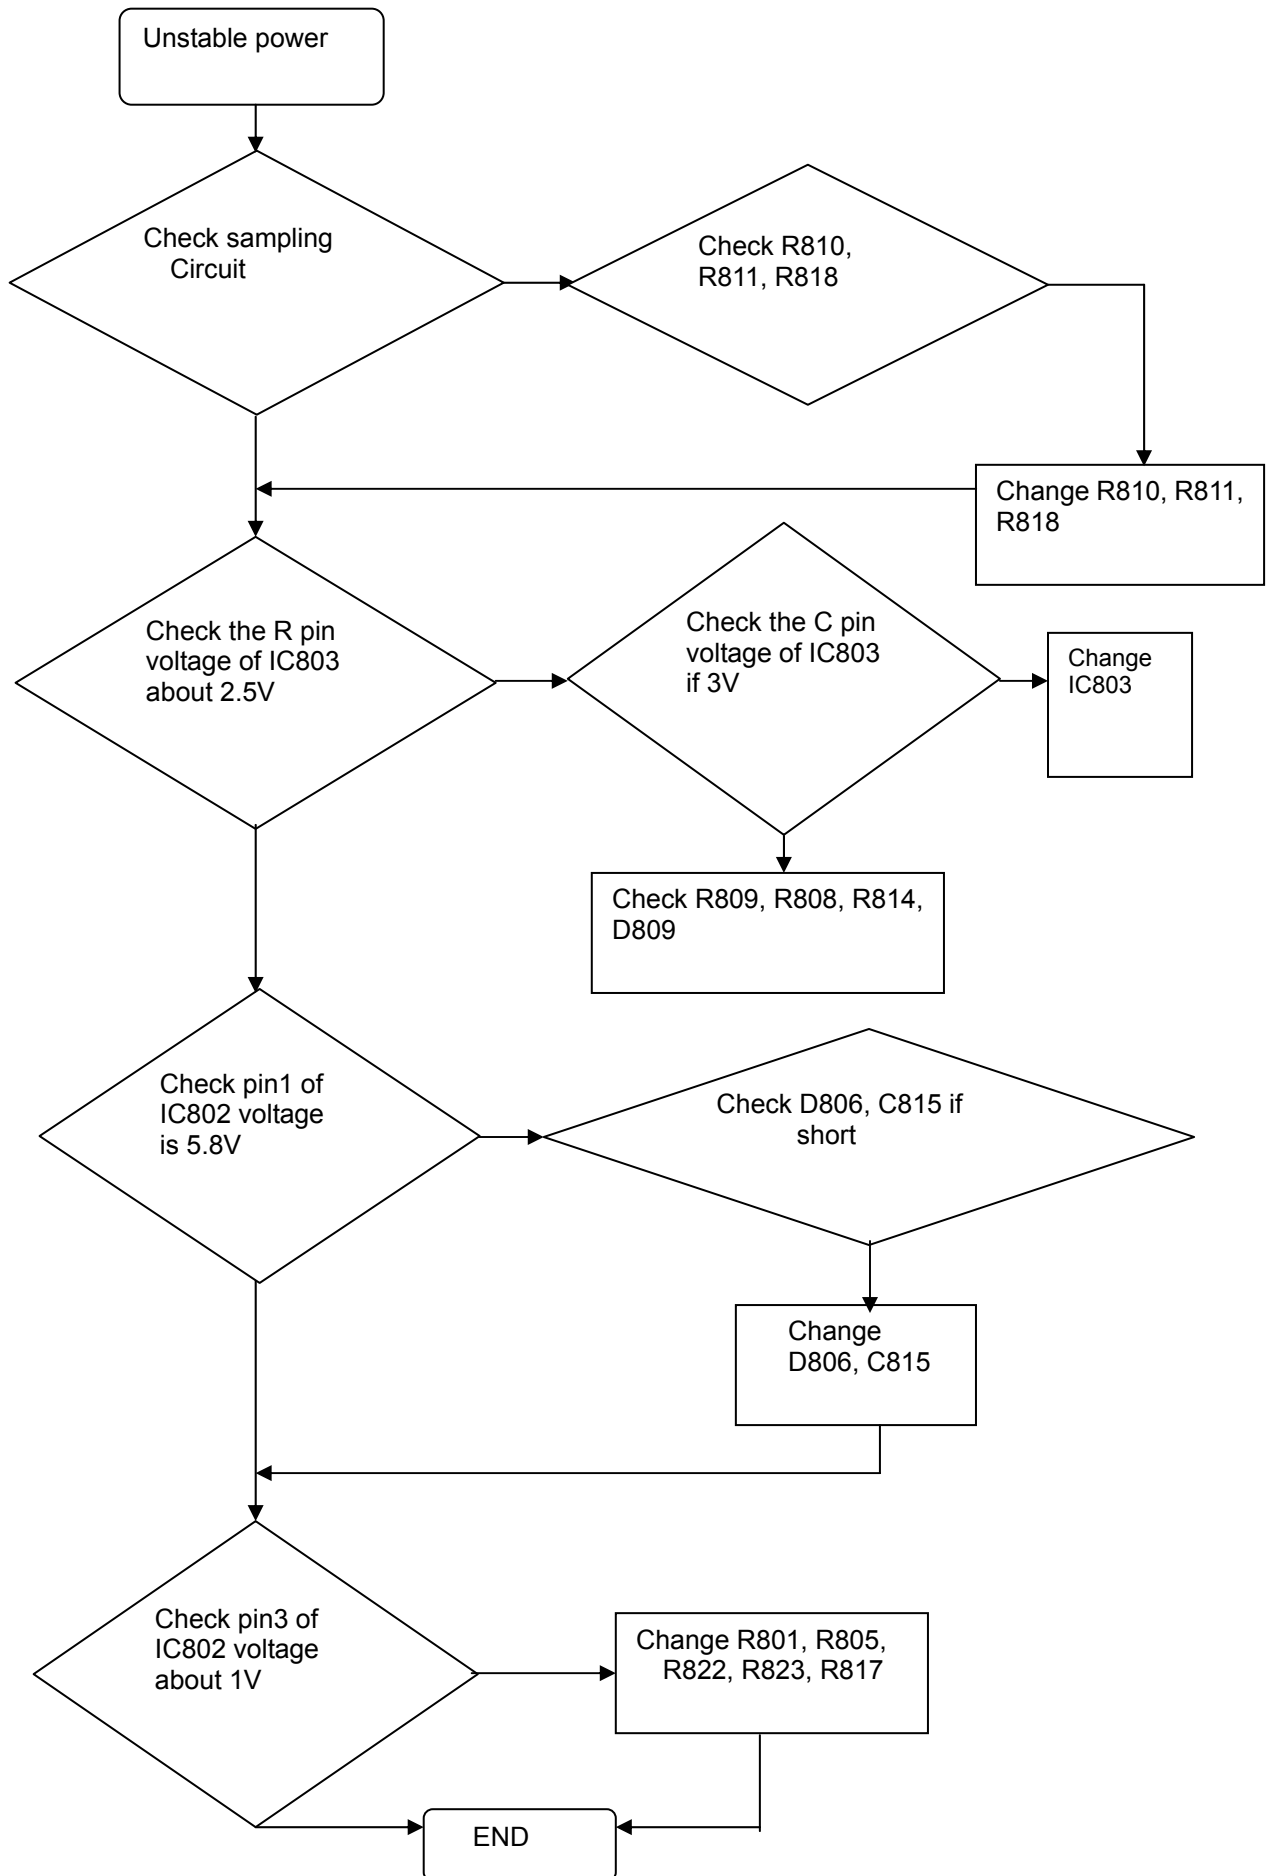 Unstable power
Check sampling
Circuit
Check R810,
R811, R818
Change R810, R811,
R818
Check the R pin
voltage of IC803
about 2.5V
Check the C pin
voltage of IC803
if 3V
Change
IC803
Check R809, R808, R814,
D809
Check pin1 of
IC802 voltage
is 5.8V
Check D806, C815 if
short
Change
D806, C815
Check pin3 of
IC802 voltage
about 1V
Change R801, R805,
R822, R823, R817
END